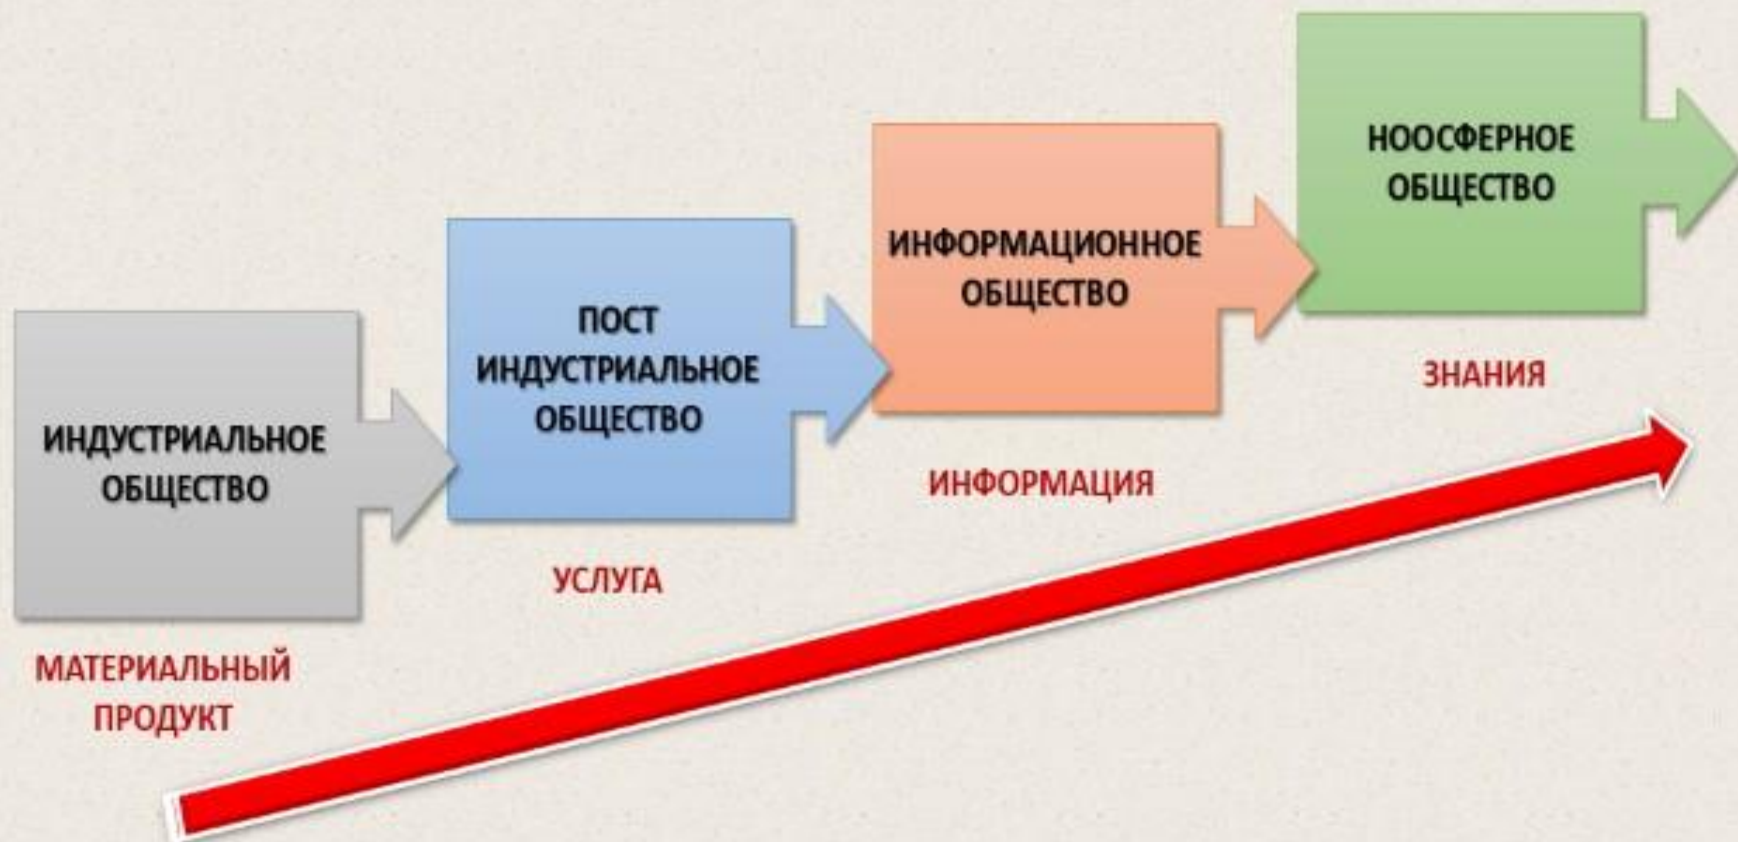 ИНДУСТРИАЛЬНОЕ
ОБЩЕСТВО
МАТЕРИАЛЬНЫЙ
ПРОДУКТ
ПОСТ
ИНДУСТРИАЛЬНОЕ
ОБЩЕСТВО
УСЛУГА
ИНФОРМАЦИОННОЕ
ОБЩЕСТВО
ИНФОРМАЦИЯ
НООСФЕРНОЕ
ОБЩЕСТВО
ЗНАНИЯ